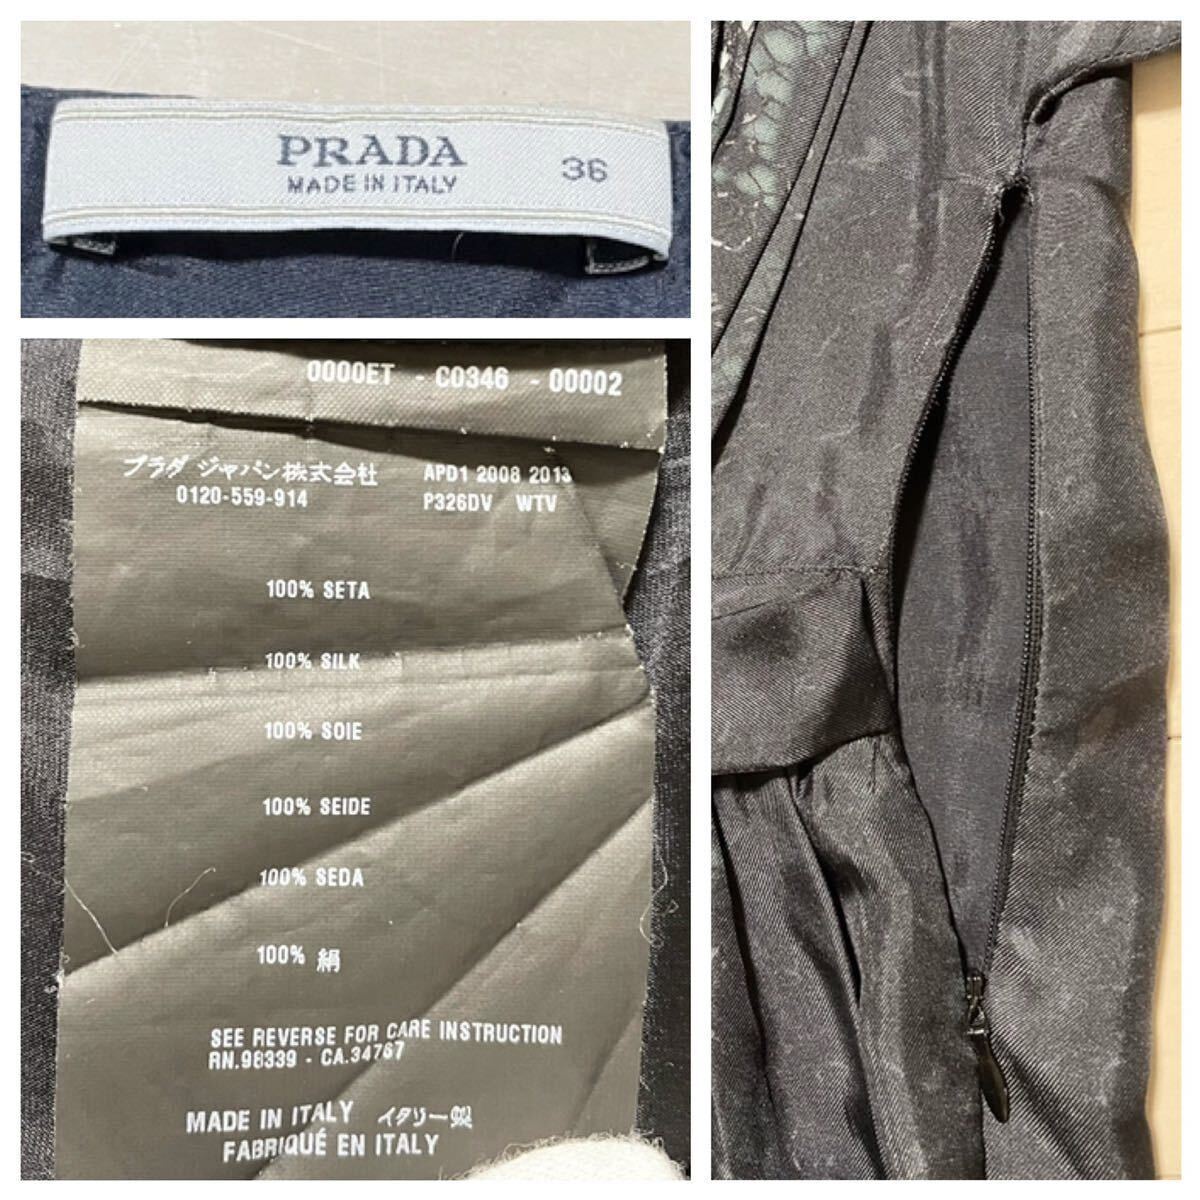 PRADA
MADE IN ITALY
36
0000ET - C0346 - 00002
プラダ ジャパン株式会社
0120-559-914
APD1 2008 2013
P326DV WTV
100% SETA
100% SILK
100% SOIE
100% SEIDE
100% SEDA
100% 絹
SEE REVERSE FOR CARE INSTRUCTION
RN.98339 - CA.34767
MADE IN ITALY イタリー製
FABRIQUÉ EN ITALY